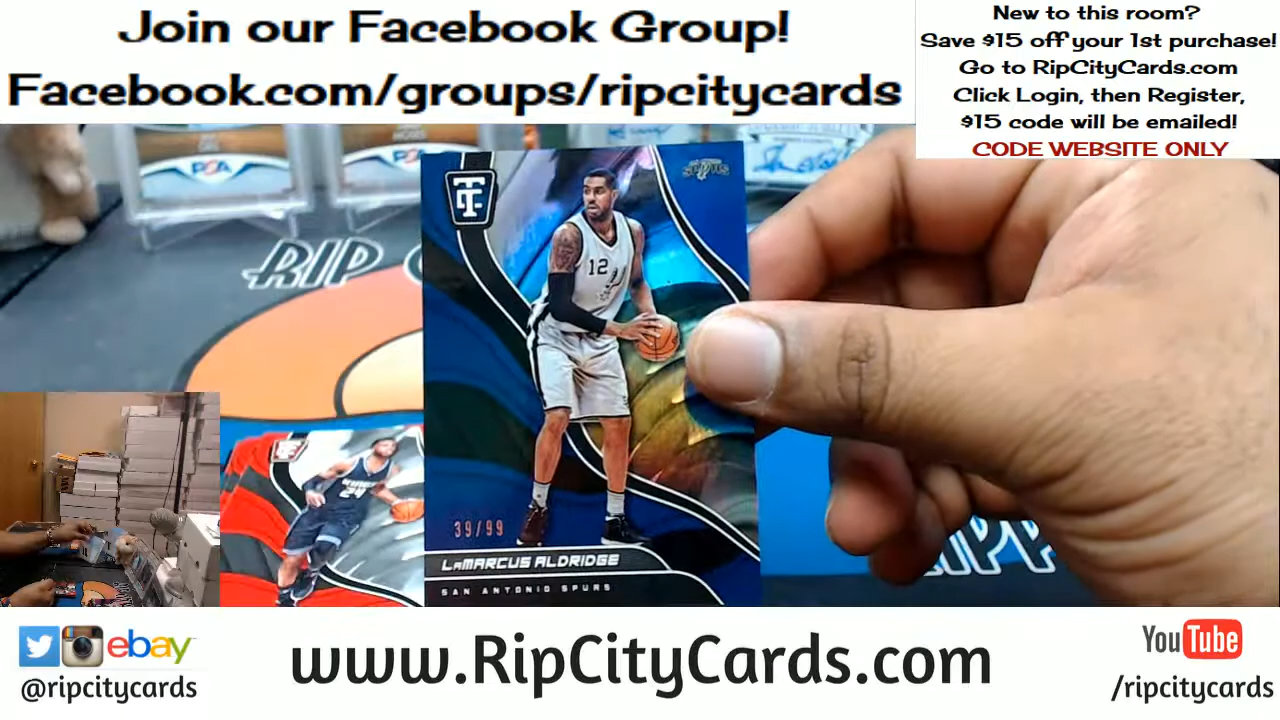 Join our Facebook Group!
Facebook.com/groups/ripcitycards
New to this room?
Save $15 off your 1st purchase!
Go to RipCityCards.com
Click Login, then Register,
$15 code will be emailed!
CODE WEBSITE ONLY
PSA
PSA
RIP C
SPURS
12
24
39/99
LaMARCUS ALDRIDGE
SAN ANTONIO SPURS
RIPP
ebay
@ripcitycards
www.RipCityCards.com
YouTube
/ripcitycards